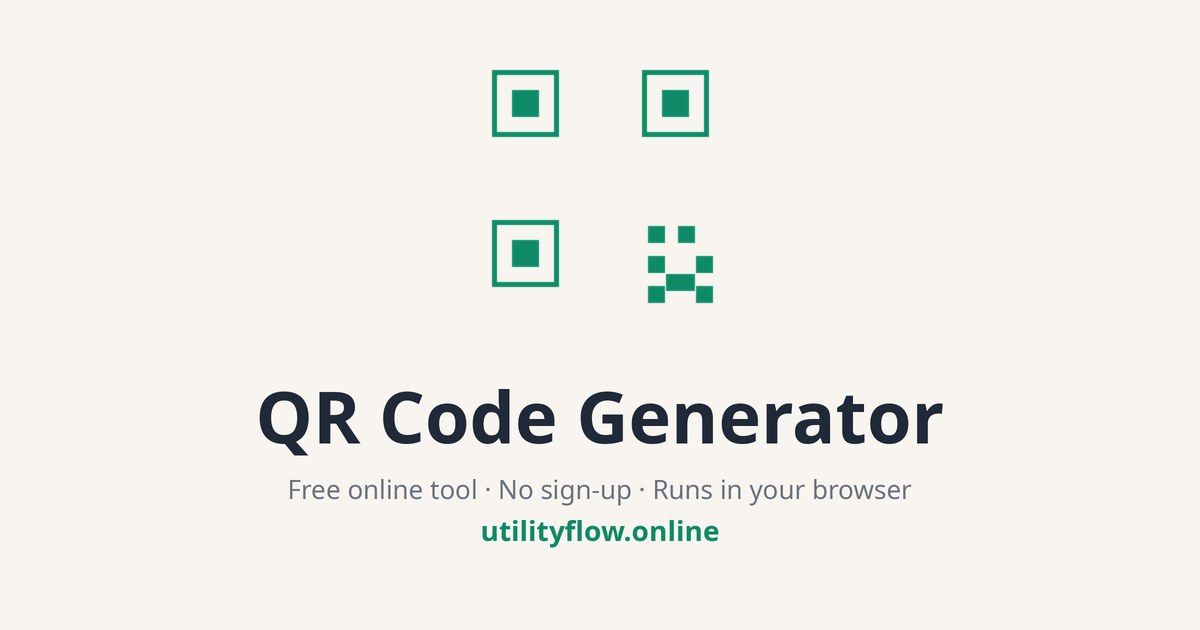 QR Code Generator
Free online tool · No sign-up · Runs in your browser
utilityflow.online